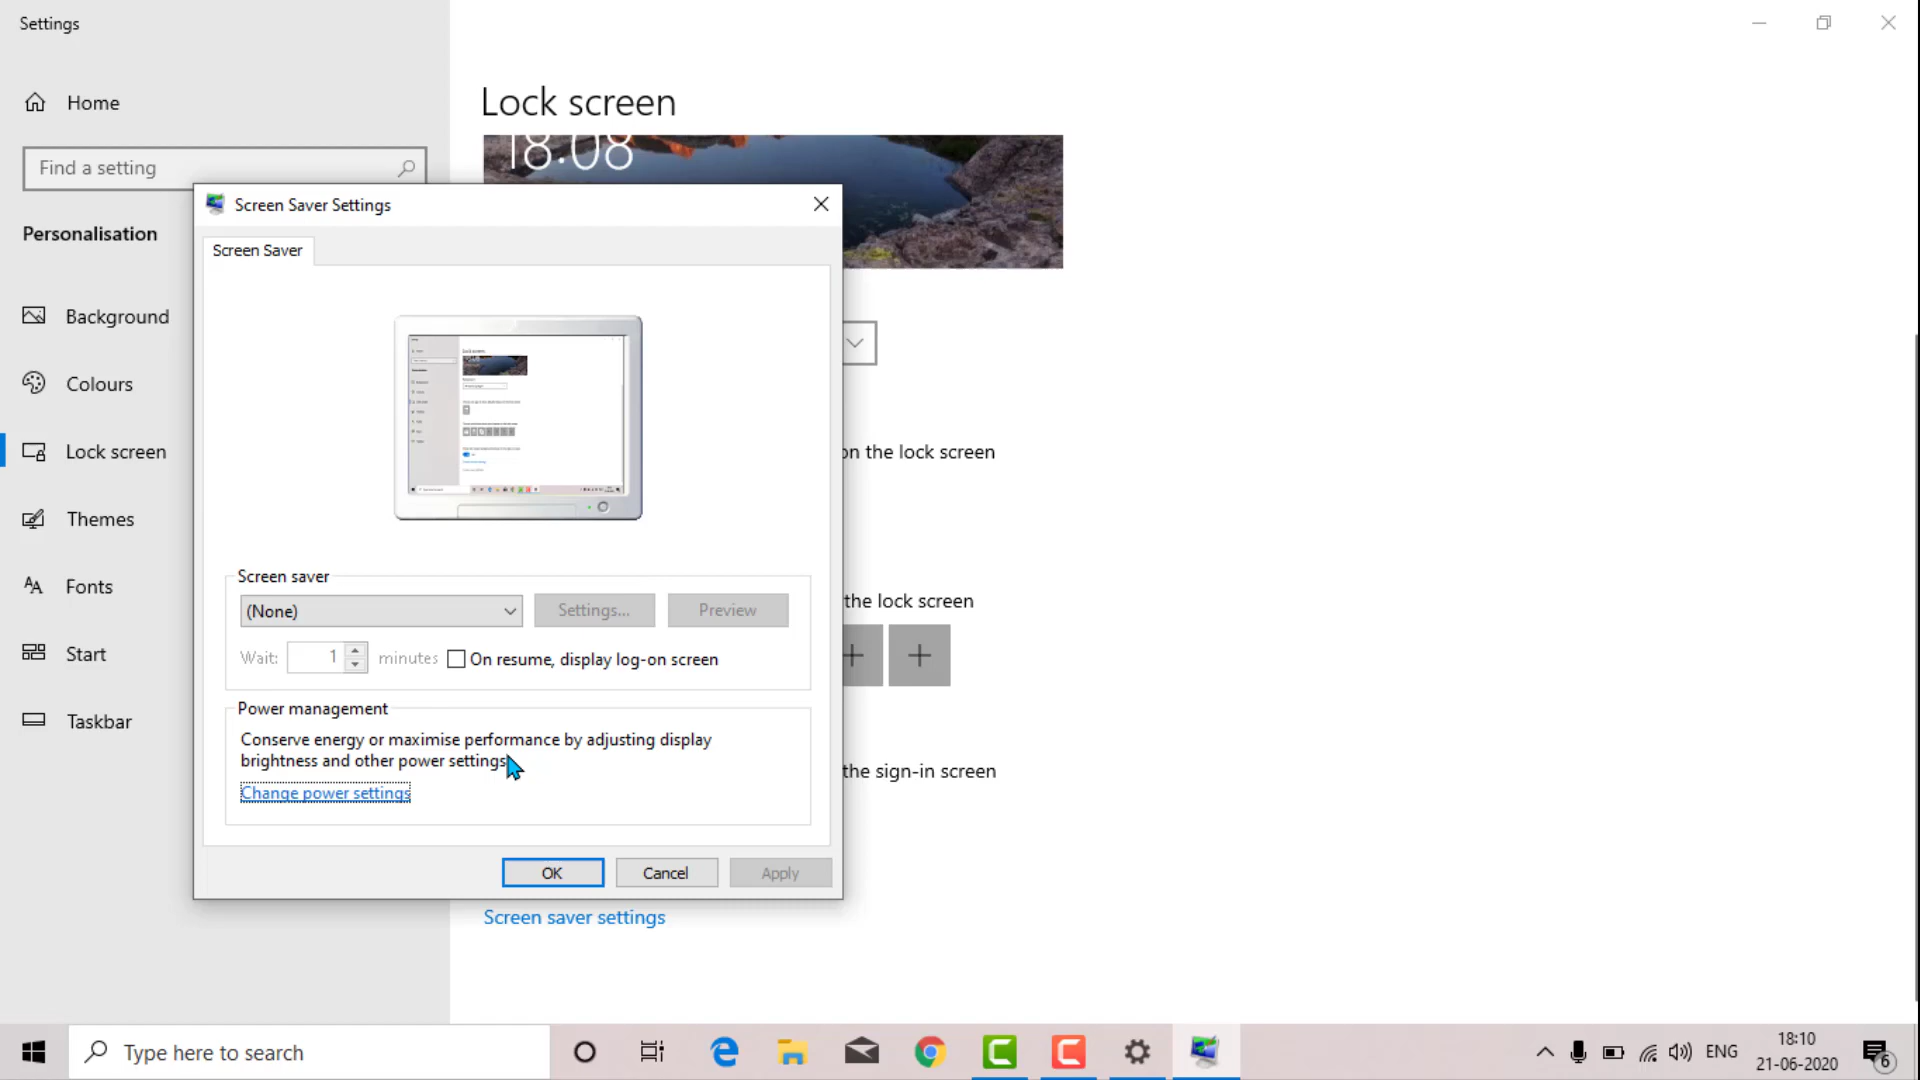 Settings
Home
Find a setting
Personalisation
Background
Colours
Lock screen
Themes
Fonts
Start
Taskbar
Lock screen
18:08
on the lock screen
the lock screen
the sign-in screen
Screen saver settings
Screen Saver Settings
Screen Saver
Screen saver
(None)
Settings...
Preview
Wait:
1
minutes
On resume, display log-on screen
Power management
Conserve energy or maximise performance by adjusting display
brightness and other power settings
Change power settings
OK
Cancel
Apply
Type here to search
ENG
18:10
21-06-2020
6